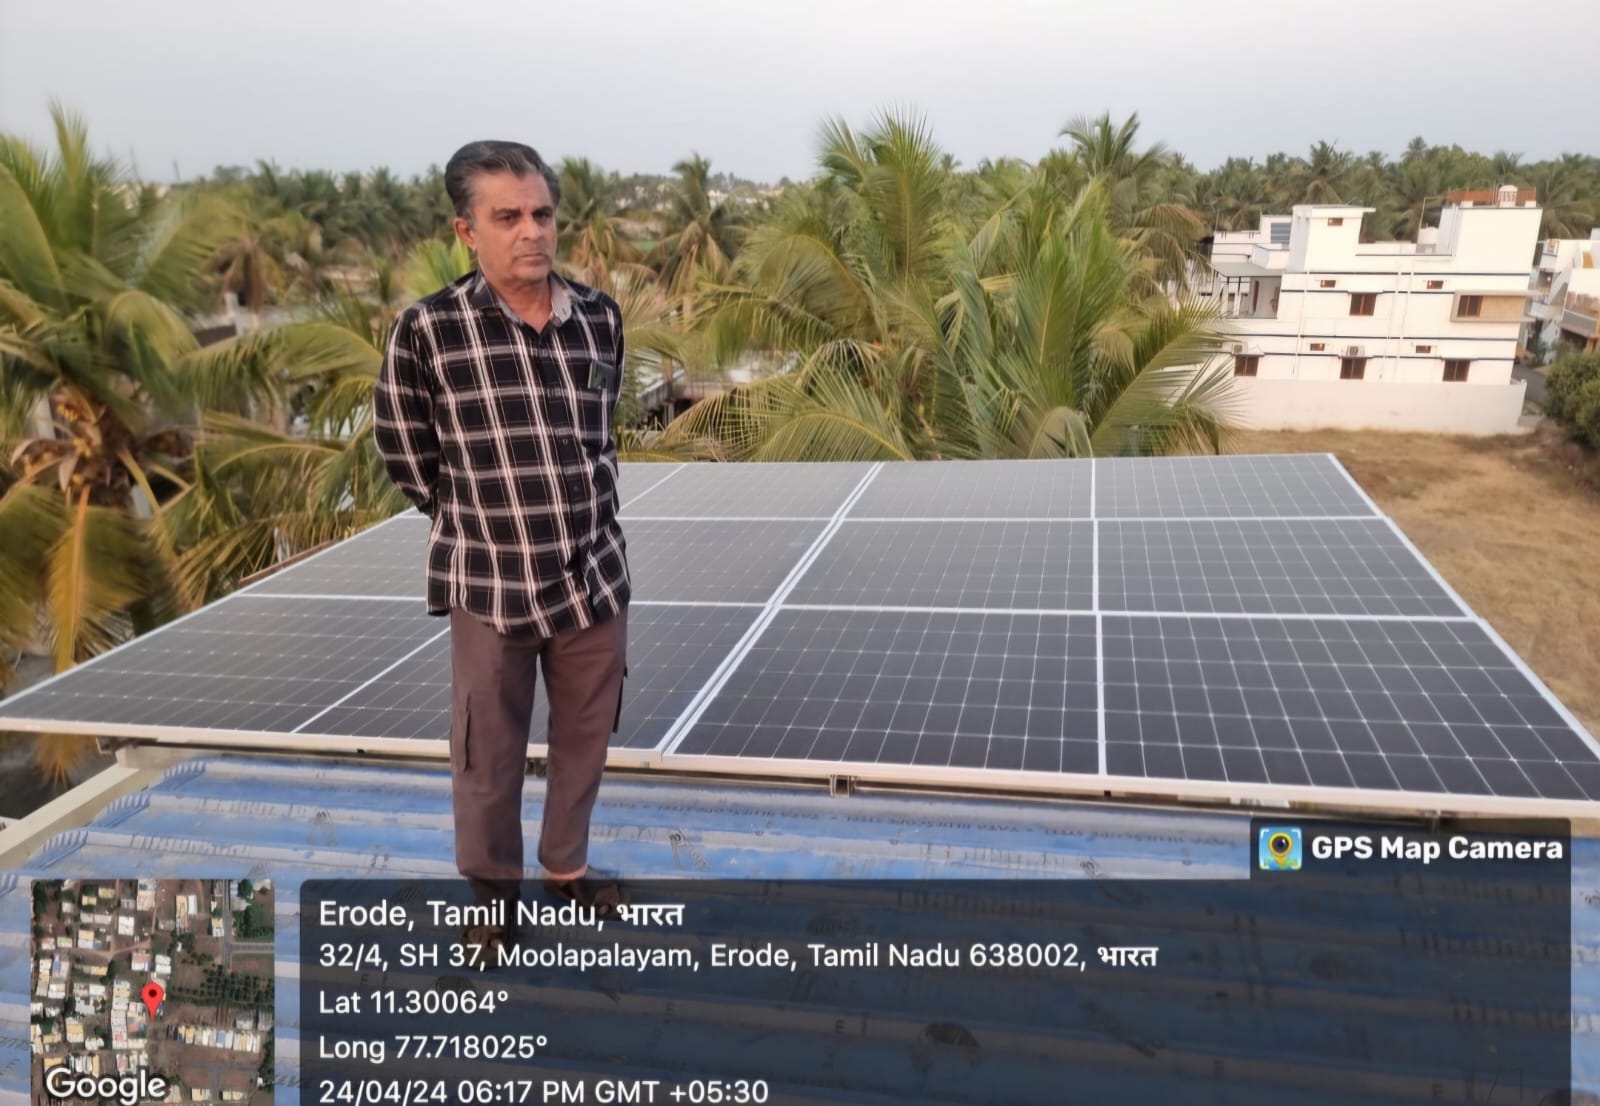 GPS Map Camera
Erode, Tamil Nadu, भारत
32/4, SH 37, Moolapalayam, Erode, Tamil Nadu 638002, भारत
Lat 11.30064°
Long 77.718025°
24/04/24 06:17 PM GMT +05:30
Google